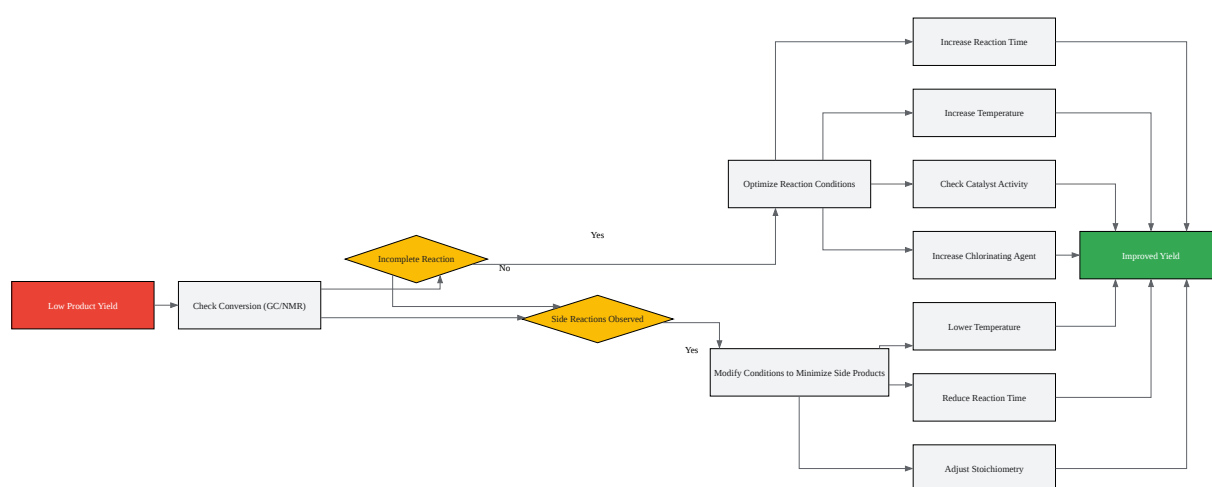 Increase Reaction Time
Increase Temperature
Optimize Reaction Conditions
Check Catalyst Activity
Yes
Incomplete Reaction
No
Increase Chlorinating Agent
Improved Yield
Low Product Yield
Check Conversion (GC/NMR)
Side Reactions Observed
Lower Temperature
Yes
Modify Conditions to Minimize Side Products
Reduce Reaction Time
Adjust Stoichiometry